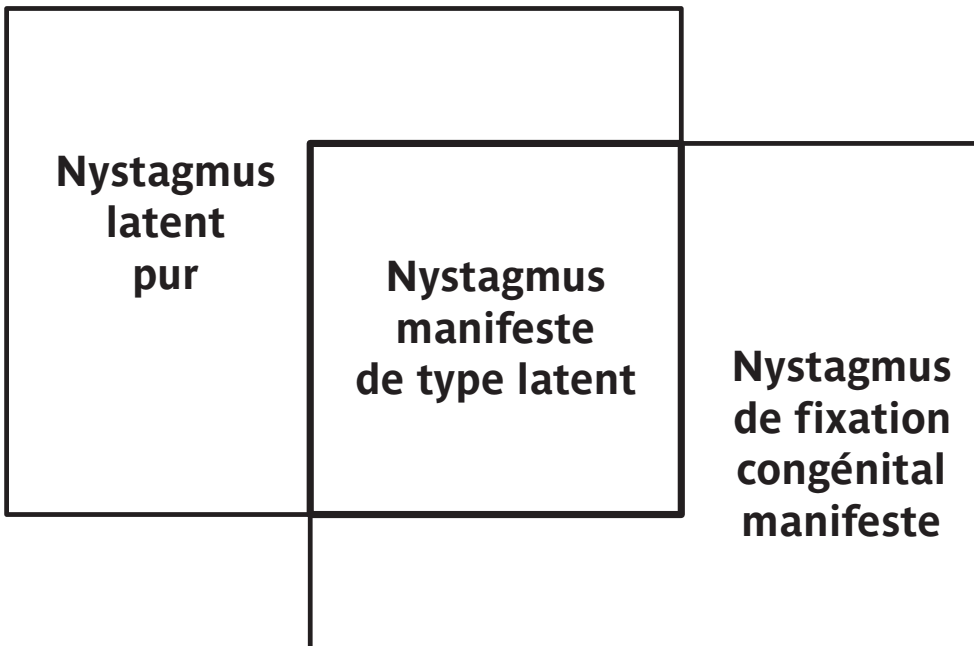 Nystagmus
latent
pur
Nystagmus
manifeste
de type latent
Nystagmus
de fixation
congénital
manifeste